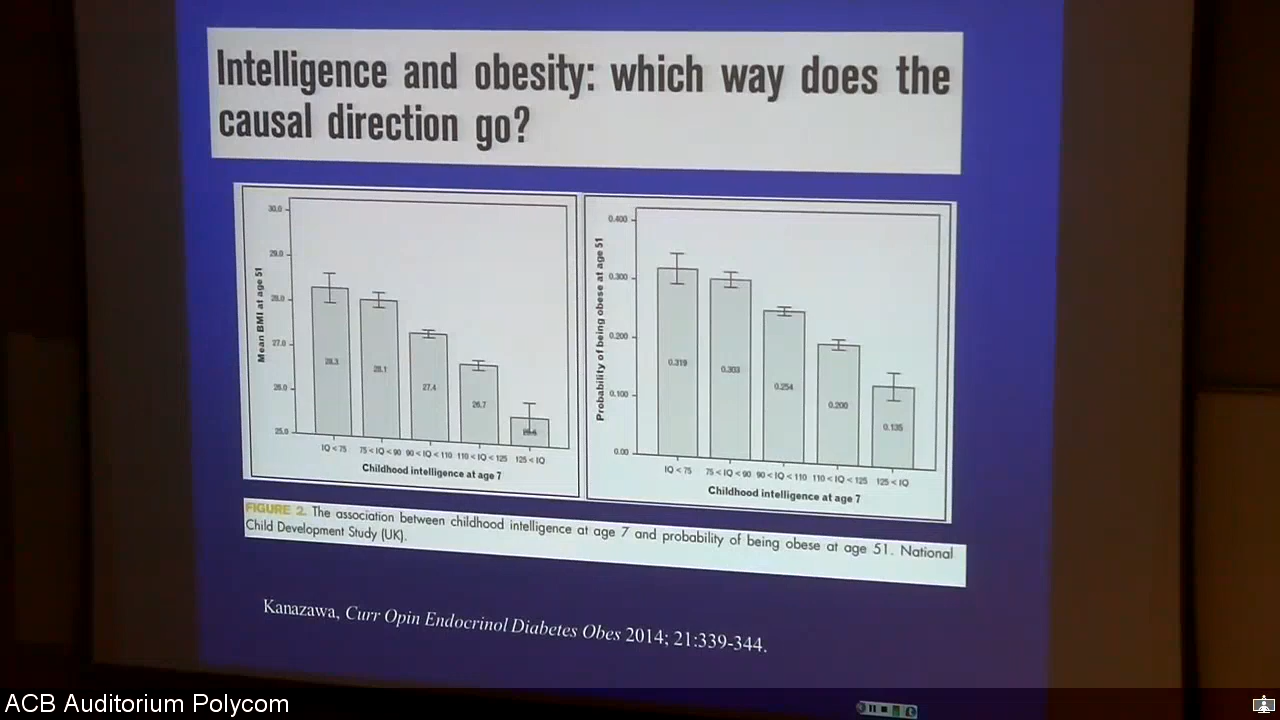 Intelligence and obesity: which way does the
causal direction go?
30.0
29.0
28.0
27.0
26.0
25.0
Mean BMI at age 51
28.3
28.1
27.4
26.7
IQ < 75
75 < IQ < 90
90 < IQ < 110
110 < IQ < 125
125 < IQ
Childhood intelligence at age 7
0.400
0.300
0.200
0.100
0.00
Probability of being obese at age 51
0.319
0.303
0.254
0.200
0.135
IQ < 75
75 < IQ < 90
90 < IQ < 110
110 < IQ < 125
125 < IQ
Childhood intelligence at age 7
FIGURE 2. The association between childhood intelligence at age 7 and probability of being obese at age 51. National
Child Development Study (UK).
Kanazawa, Curr Opin Endocrinol Diabetes Obes 2014; 21:339-344.
ACB Auditorium Polycom